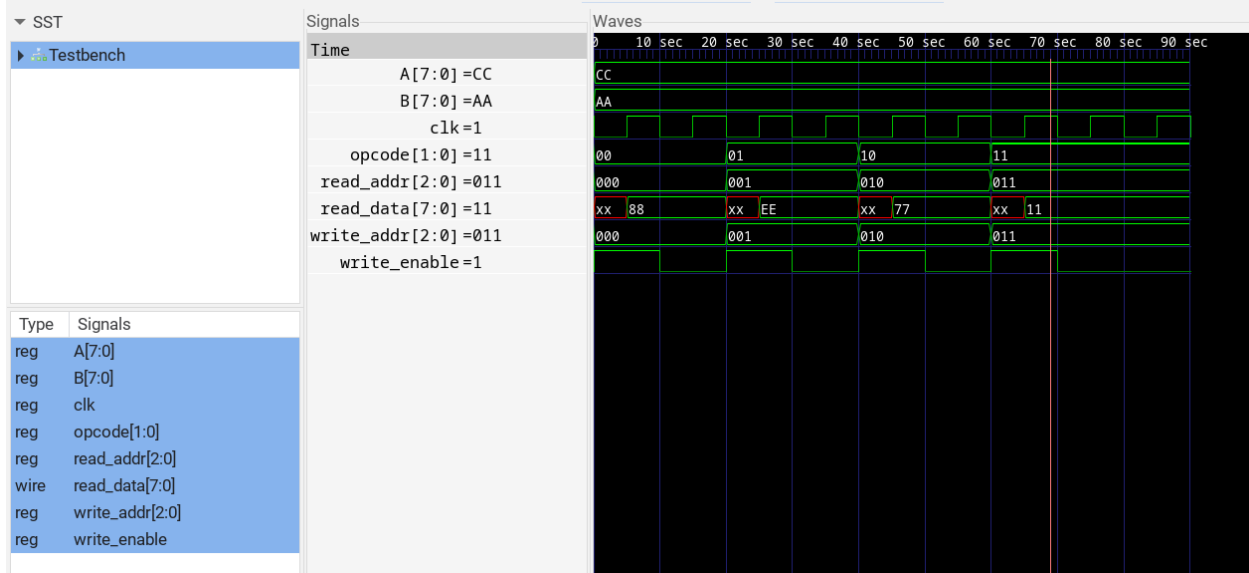 SST
Testbench
Type Signals
reg A[7:0]
reg B[7:0]
reg clk
reg opcode[1:0]
reg read_addr[2:0]
wire read_data[7:0]
reg write_addr[2:0]
reg write_enable
Signals
Time
A[7:0] =CC
B[7:0] =AA
clk =1
opcode[1:0] =11
read_addr[2:0] =011
read_data[7:0] =11
write_addr[2:0] =011
write_enable =1
Waves
0 10 sec 20 sec 30 sec 40 sec 50 sec 60 sec 70 sec 80 sec 90 sec
CC
AA
00 01 10 11
000 001 010 011
xx 88 xx EE xx 77 xx 11
000 001 010 011